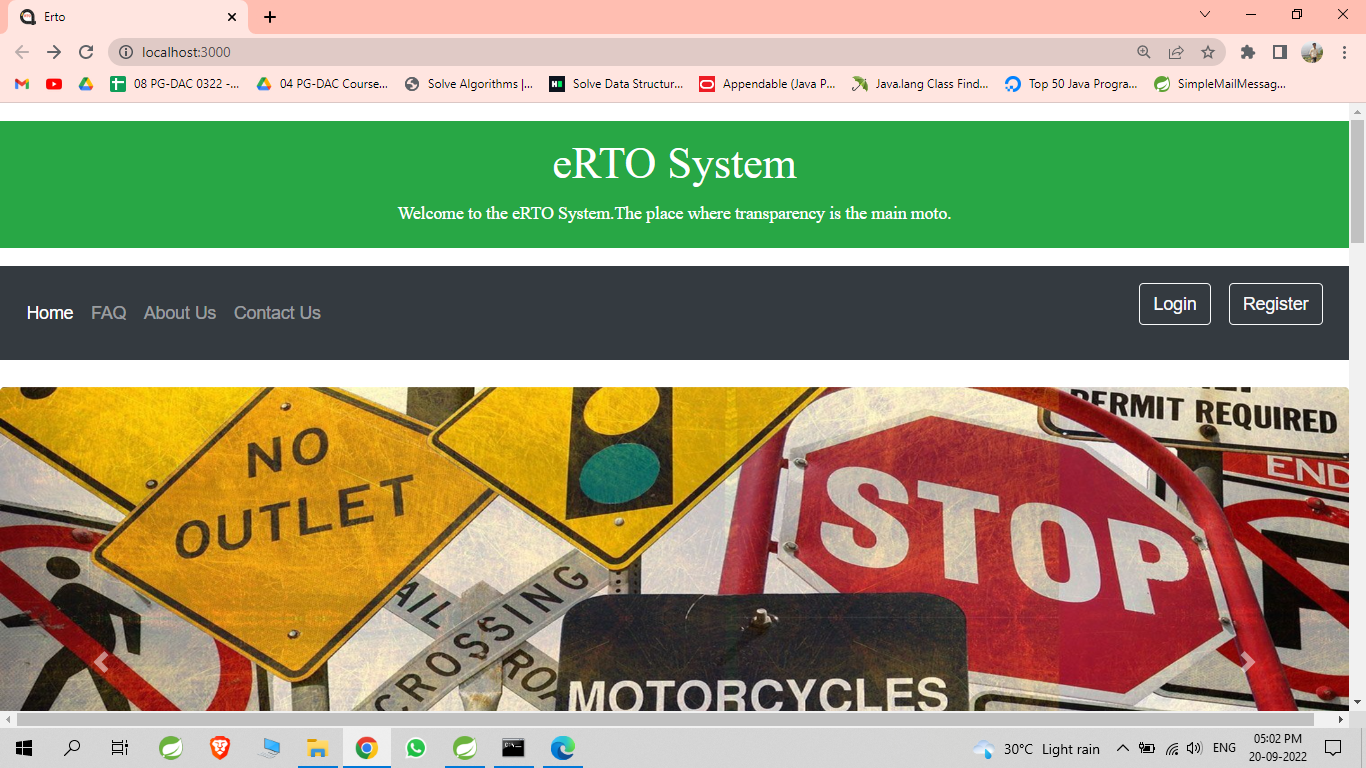 Erto
localhost:3000
08 PG-DAC 0322 -...
04 PG-DAC Course...
Solve Algorithms |...
Solve Data Structur...
Appendable (Java P...
Java.lang Class Find...
Top 50 Java Progra...
SimpleMailMessag...
eRTO System
Welcome to the eRTO System.The place where transparency is the main moto.
Home
FAQ
About Us
Contact Us
Login
Register
NO
OUTLET
STOP
PERMIT REQUIRED
END
CROSSING
MOTORCYCLES
30°C Light rain
ENG
05:02 PM
20-09-2022